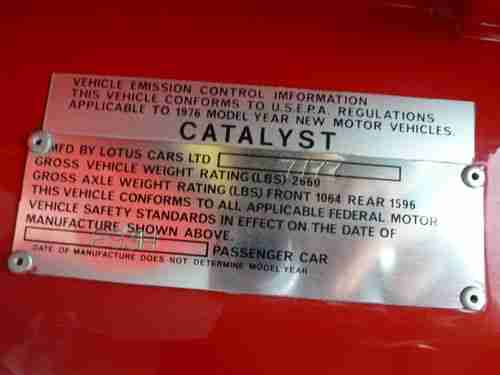 VEHICLE EMISSION CONTROL IMFORMATION
THIS VEHICLE CONFORMS TO U.S.E.P.A. REGULATIONS
APPLICABLE TO 1976 MODEL YEAR NEW MOTOR VEHICLES.
CATALYST
MFD BY LOTUS CARS LTD
GROSS VEHICLE WEIGHT RATING (LBS) 2660
GROSS AXLE WEIGHT RATING (LBS) FRONT 1064 REAR 1596
THIS VEHICLE CONFORMS TO ALL APPLICABLE FEDERAL MOTOR
VEHICLE SAFETY STANDARDS IN EFFECT ON THE DATE OF
MANUFACTURE SHOWN ABOVE.
PASSENGER CAR
DATE OF MANUFACTURE DOES NOT DETERMINE MODEL YEAR